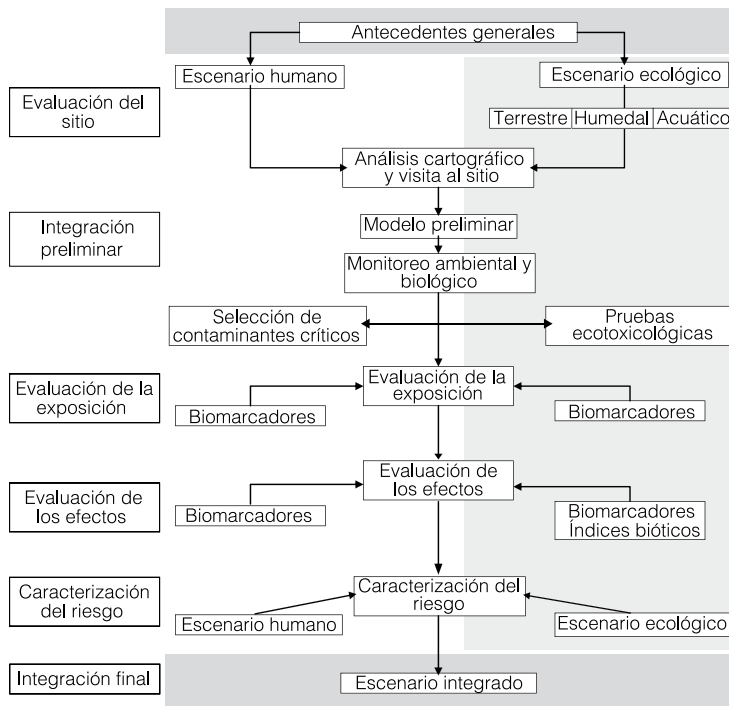 Antecedentes generales
Escenario humano
Escenario ecológico
Evaluación del
sitio
Terrestre Humedal Acuático
Análisis cartográfico
y visita al sitio
Integración
preliminar
Modelo preliminar
Monitoreo ambiental y
biológico
Selección de
contaminantes críticos
Pruebas
ecotoxicológicas
Evaluación de la
exposición
Evaluación de la
exposición
Biomarcadores
Biomarcadores
Evaluación de
los efectos
Evaluación de
los efectos
Biomarcadores
Biomarcadores
Índices bióticos
Caracterización
del riesgo
Caracterización del
riesgo
Escenario humano
Escenario ecológico
Integración final
Escenario integrado